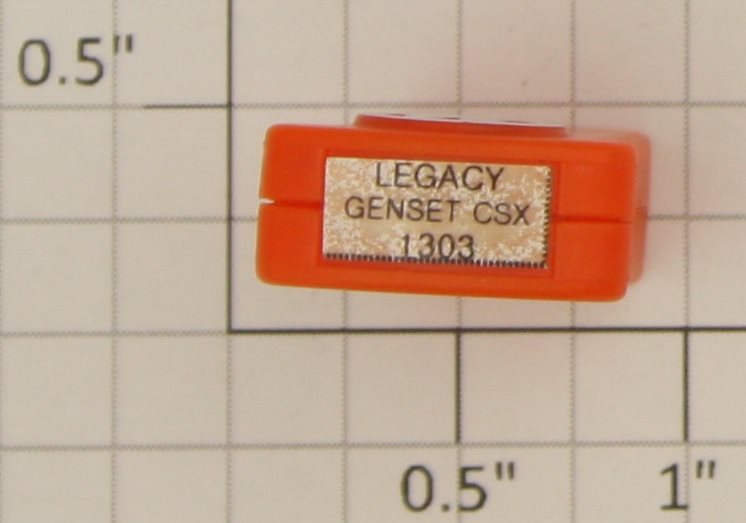 0.5"
LEGACY
GENSET CSX
1303
0.5" 1"